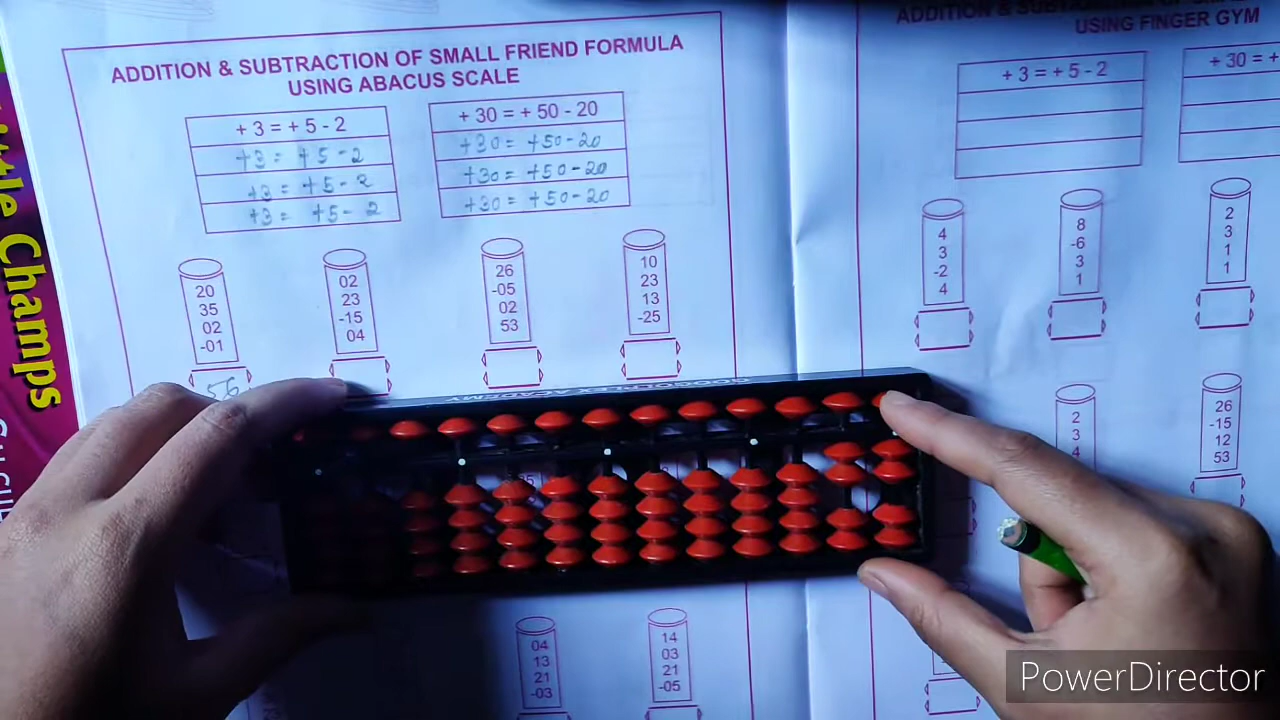 ADDITION & SUBTRACTION OF SMALL FRIEND FORMULA
USING ABACUS SCALE
+ 3 = + 5 - 2
+3 = +5 - 2
+3 = +5 - 2
+3 = +5 - 2
+ 30 = + 50 - 20
+30 = +50-20
+30 = +50-20
+30 = +50-20
20
35
02
-01
56
02
23
-15
04
26
-05
02
53
10
23
13
-25
04
13
21
-03
14
03
21
-05
ADDITION &
USING FINGER GYM
+ 3 = + 5 - 2
+ 30 = +
4
3
-2
4
8
-6
3
1
2
3
1
1
2
3
4
26
-15
12
53
ACADEMY
Champs
PowerDirector